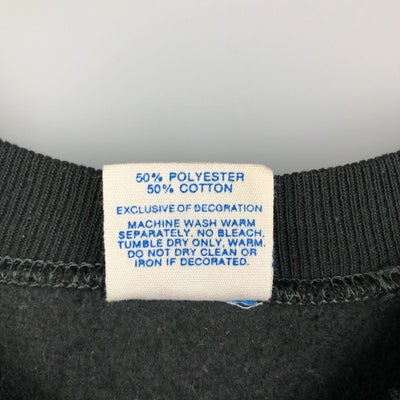 50% POLYESTER
50% COTTON
EXCLUSIVE OF DECORATION
MACHINE WASH WARM
SEPARATELY. NO BLEACH,
TUMBLE DRY ONLY, WARM.
DO NOT DRY CLEAN OR
IRON IF DECORATED.